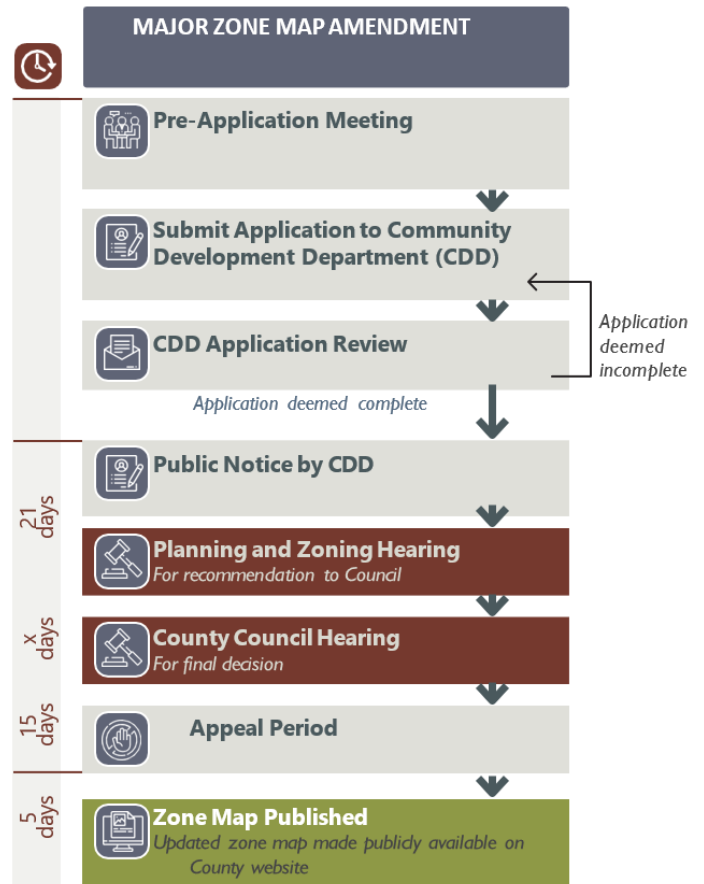 MAJOR ZONE MAP AMENDMENT
Pre-Application Meeting
Submit Application to Community
Development Department (CDD)
Application
deemed
incomplete
CDD Application Review
Application deemed complete
Public Notice by CDD
21
days
Planning and Zoning Hearing
For recommendation to Council
x
days
County Council Hearing
For final decision
15
days
Appeal Period
5
days
Zone Map Published
Updated zone map made publicly available on
County website